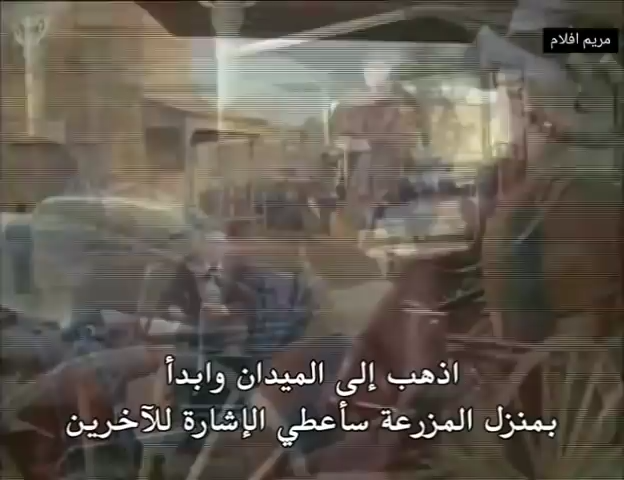 مريم افلام
اذهب إلى الميدان وابدأ
بمنزل المزرعة سأعطي الإشارة للآخرين